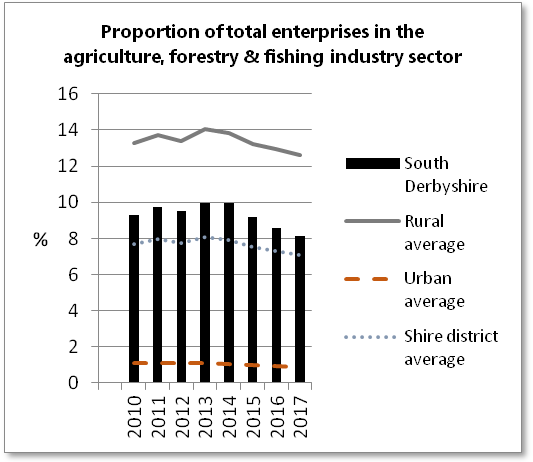 Proportion of total enterprises in the
agriculture, forestry & fishing industry sector
16
14
12
10
8
6
4
2
0
%
2010
2011
2012
2013
2014
2015
2016
2017
South
Derbyshire
Rural
average
Urban
average
Shire district
average